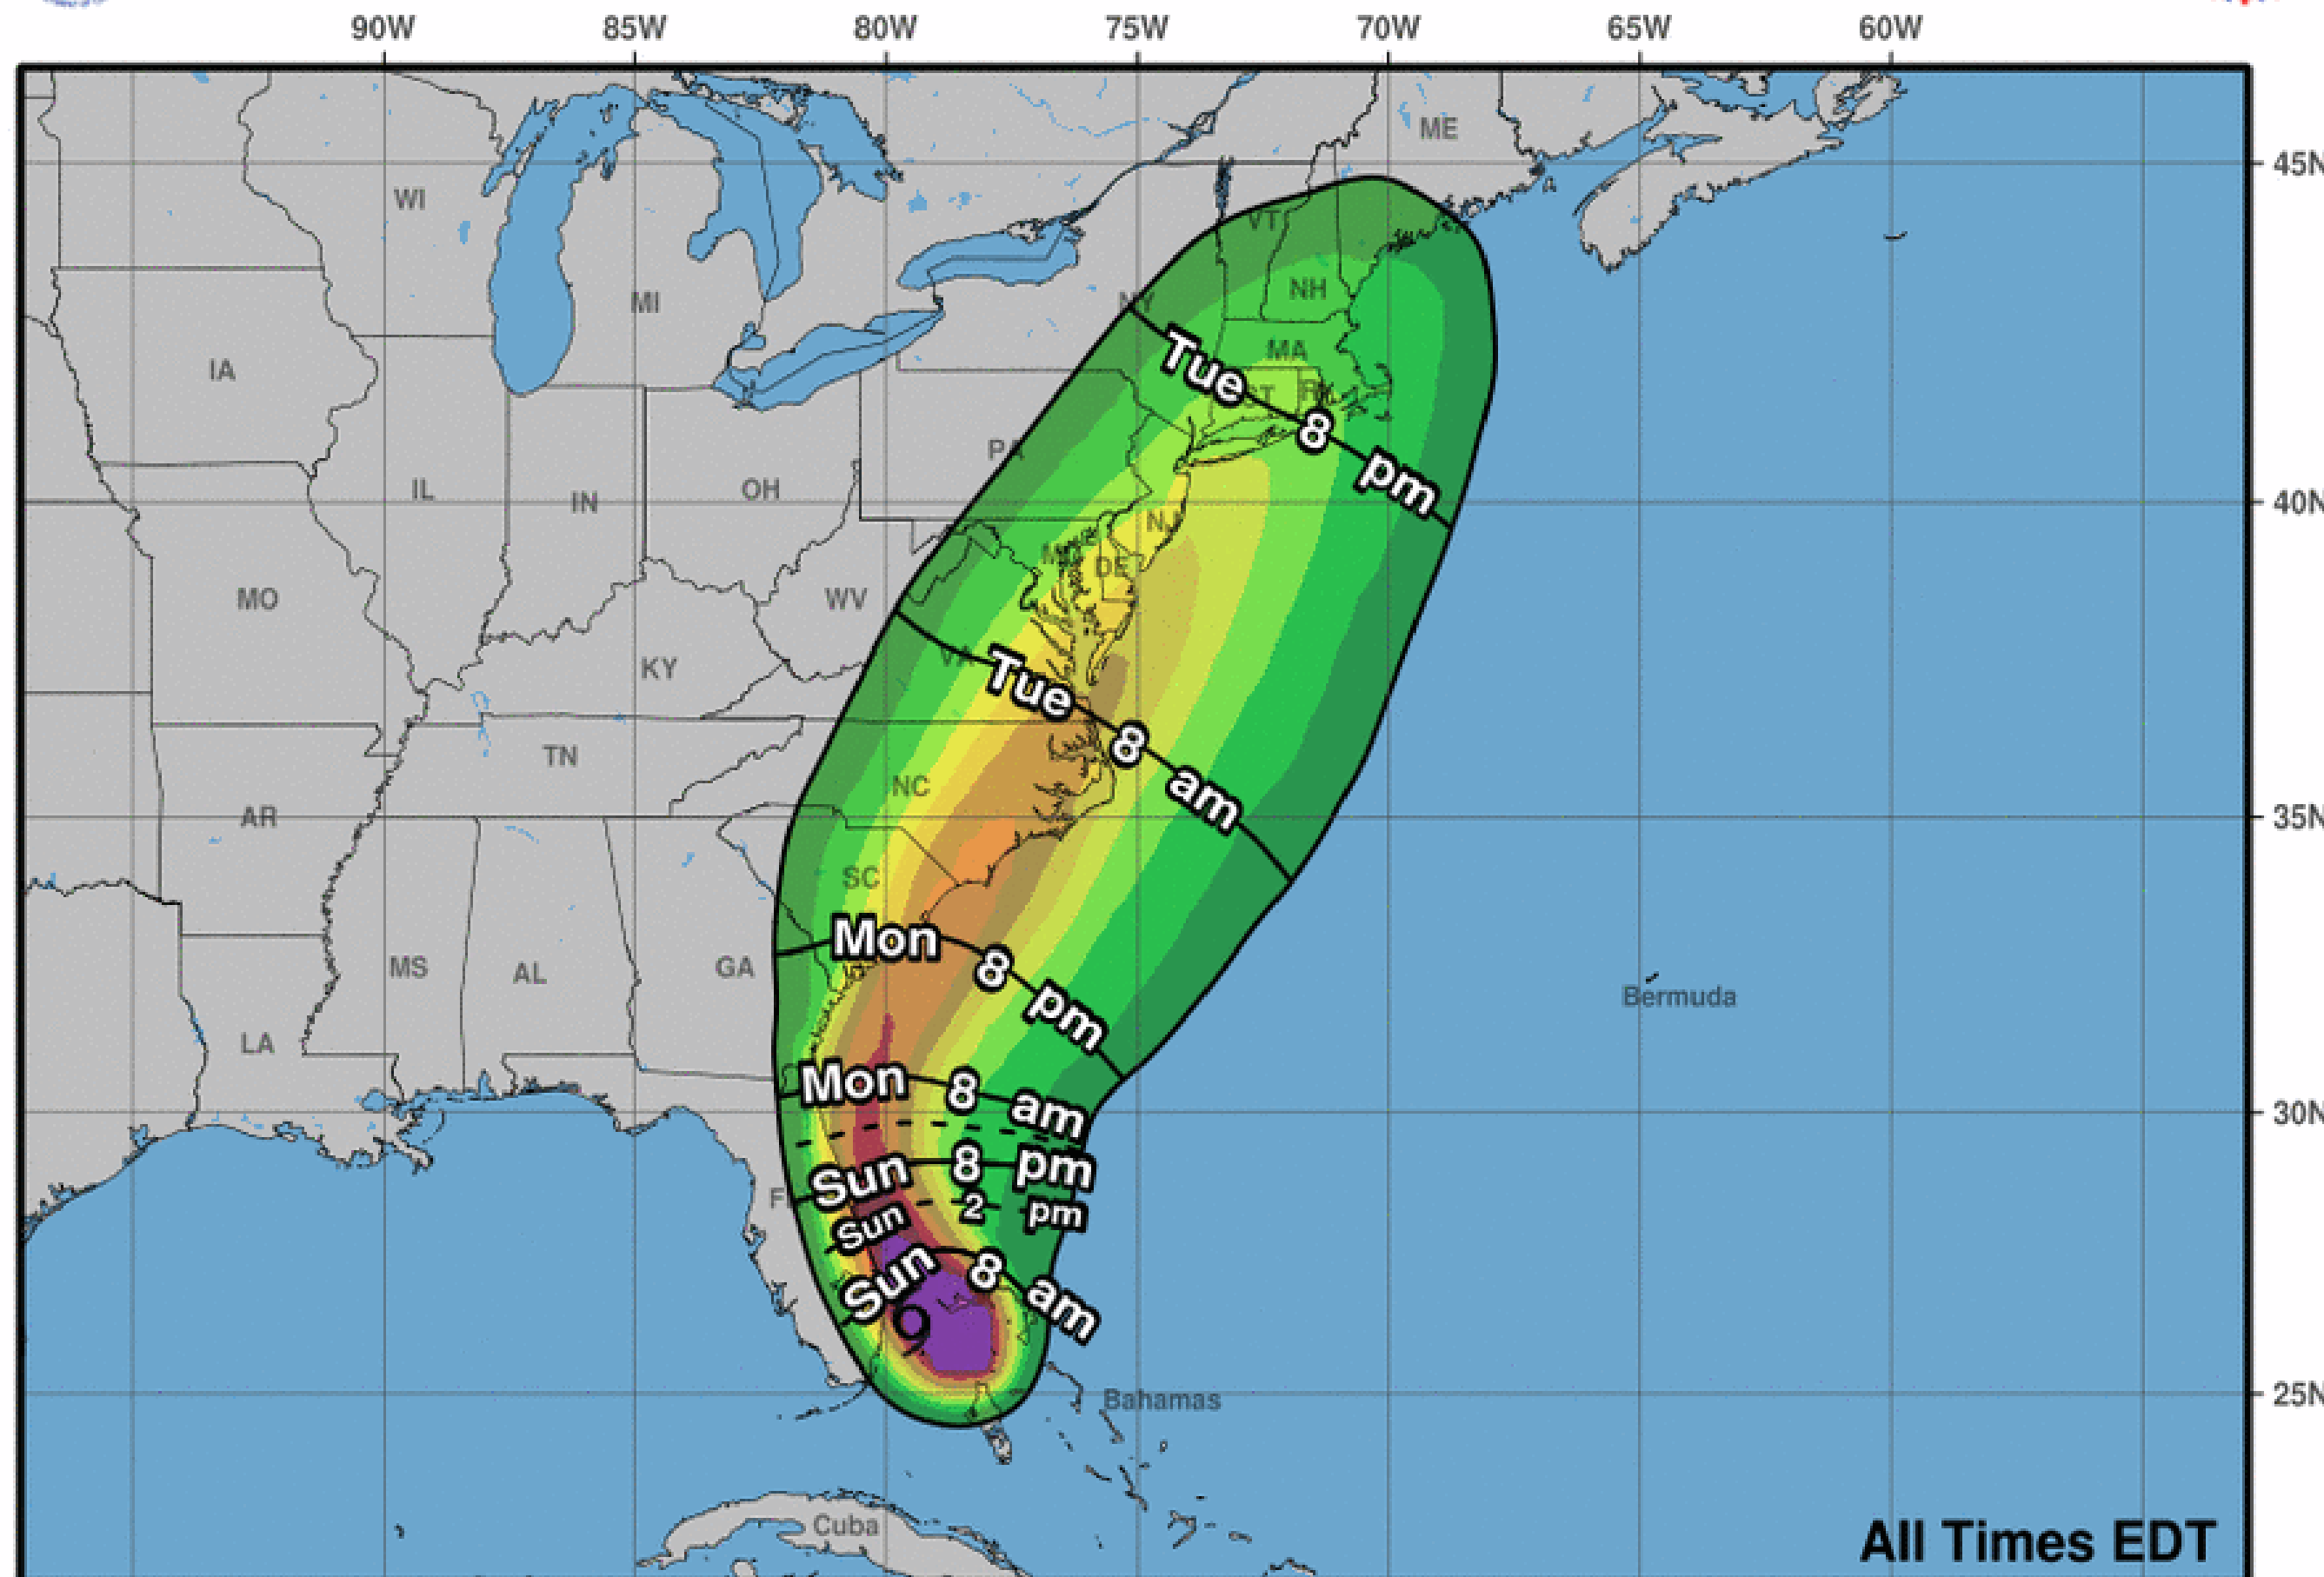 90W 85W 80W 75W 70W 65W 60W
ME
45N
WI
VT
NH
MI
NY
MA
Tue 8 pm
IA
CT RI
PA
IL IN OH
40N
NJ
MD DE
MO WV
VA
KY
Tue 8 am
TN
NC
AR
35N
SC
Mon 8 pm
MS AL GA
Bermuda
LA
Mon 8 am
30N
Sun 8 pm
F
Sun 2 pm
Sun 8 am
25N
Bahamas
Cuba
All Times EDT